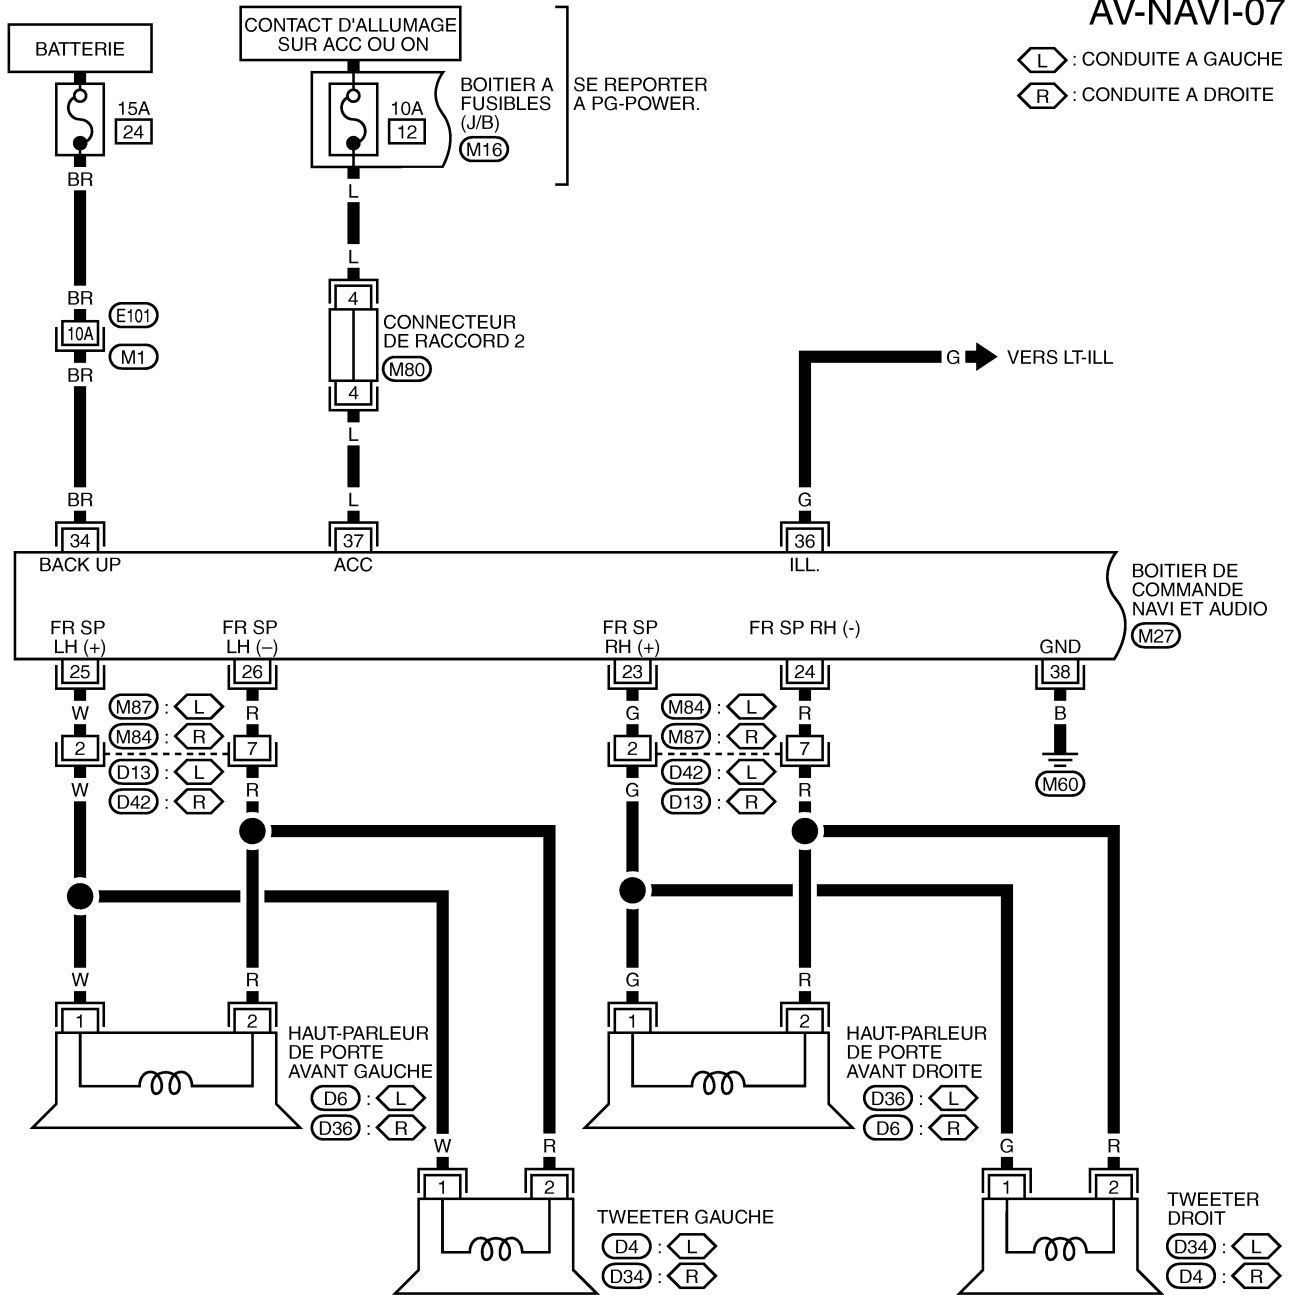 AV-NAVI-07
L : CONDUITE A GAUCHE
R : CONDUITE A DROITE
BATTERIE
CONTACT D'ALLUMAGE
SUR ACC OU ON
15A
24
10A
12
BOITIER A
FUSIBLES
(J/B)
M16
SE REPORTER
A PG-POWER.
BR
L
L
BR
E101
10A
M1
BR
4
CONNECTEUR
DE RACCORD 2
M80
4
L
G
VERS LT-ILL
BR
L
G
34
37
36
BACK UP
ACC
ILL.
BOITIER DE
COMMANDE
NAVI ET AUDIO
M27
FR SP
LH (+)
FR SP
LH (–)
FR SP
RH (+)
FR SP RH (-)
GND
25
26
23
24
38
W
M87 : L
R
G
M84 : L
R
B
M84 : R
M87 : R
2
7
2
7
D13 : L
D42 : L
W
R
G
R
D42 : R
D13 : R
M60
W
R
G
R
1
2
1
2
HAUT-PARLEUR
DE PORTE
AVANT GAUCHE
D6 : L
D36 : R
HAUT-PARLEUR
DE PORTE
AVANT DROITE
D36 : L
D6 : R
W
R
G
R
1
2
1
2
TWEETER GAUCHE
D4 : L
D34 : R
TWEETER
DROIT
D34 : L
D4 : R